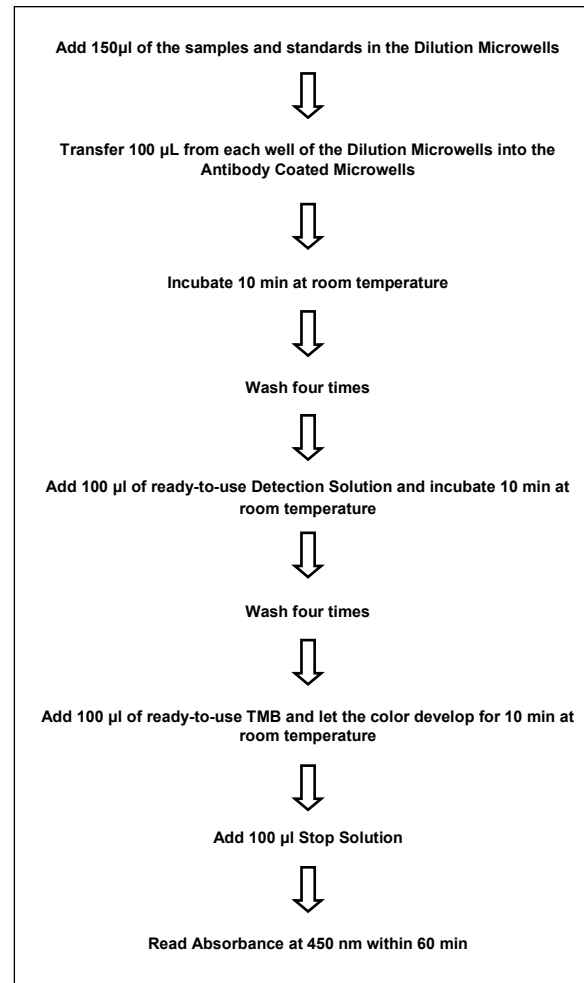 Add 150µl of the samples and standards in the Dilution Microwells
Transfer 100 µL from each well of the Dilution Microwells into the
Antibody Coated Microwells
Incubate 10 min at room temperature
Wash four times
Add 100 µl of ready-to-use Detection Solution and incubate 10 min at
room temperature
Wash four times
Add 100 µl of ready-to-use TMB and let the color develop for 10 min at
room temperature
Add 100 µl Stop Solution
Read Absorbance at 450 nm within 60 min